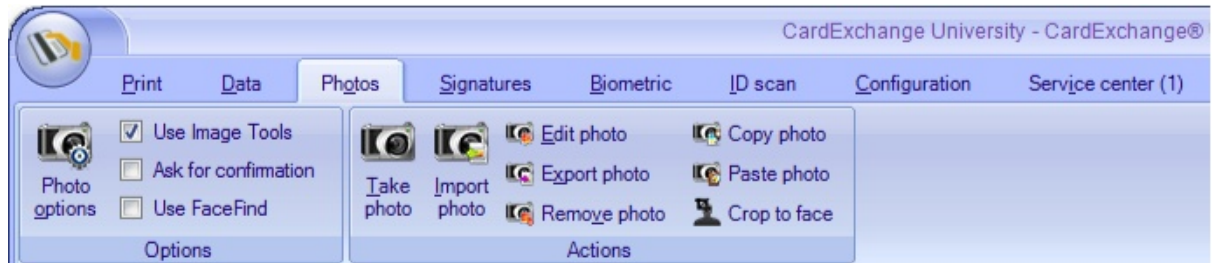 CardExchange University - CardExchange®
Print Data Photos Signatures Biometric ID scan Configuration Service center (1)
Use Image Tools Edit photo Copy photo
Ask for confirmation Export photo Paste photo
Photo options Use FaceFind Take photo Import photo Remove photo Crop to face
Options Actions